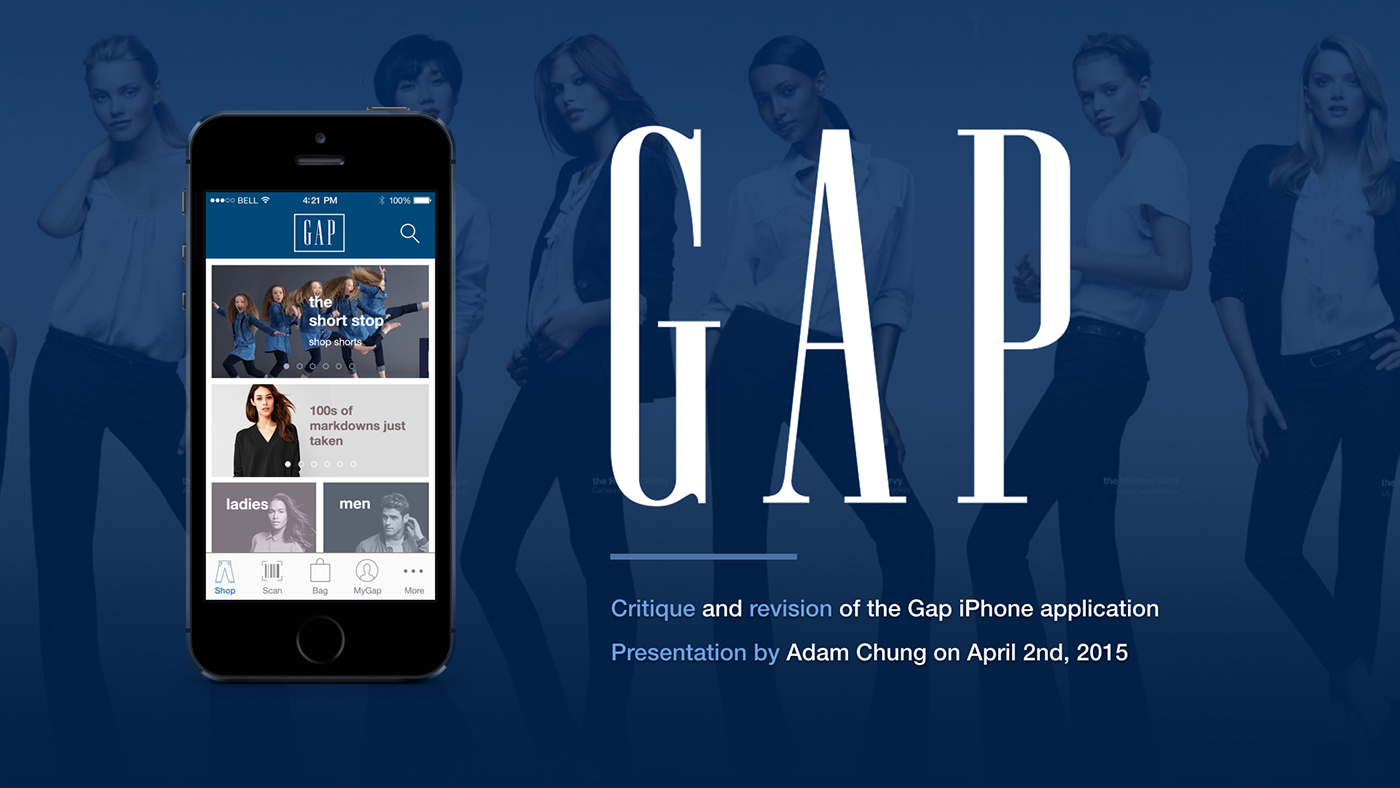 ●●●○○ BELL 4:21 PM 100%
GAP
the
short stop
shop shorts
100s of
markdowns just
taken
ladies
men
Shop
Scan
Bag
MyGap
More
GAP
Critique and revision of the Gap iPhone application
Presentation by Adam Chung on April 2nd, 2015